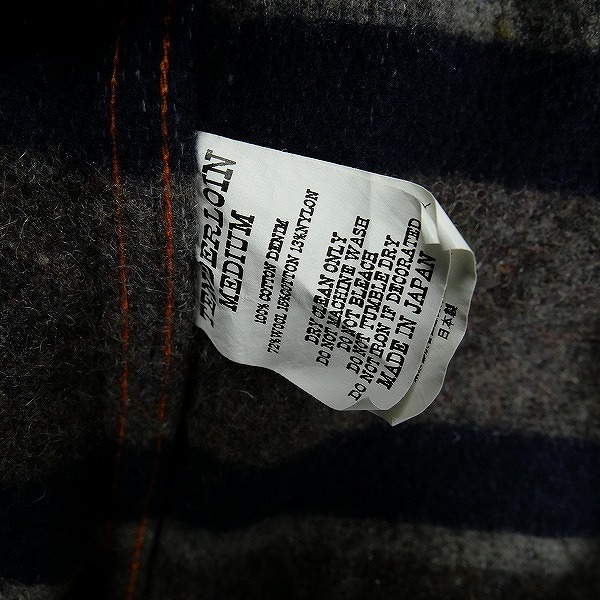 TENDERLOIN
MEDIUM
100% COTTON DENIM
72%WOOL 15%COTTON 13%NYLON
DRY CLEAN ONLY
DO NOT MACHINE WASH
DO NOT BLEACH
DO NOT TUMBLE DRY
DO NOT IRON IF DECORATED
MADE IN JAPAN
日本製